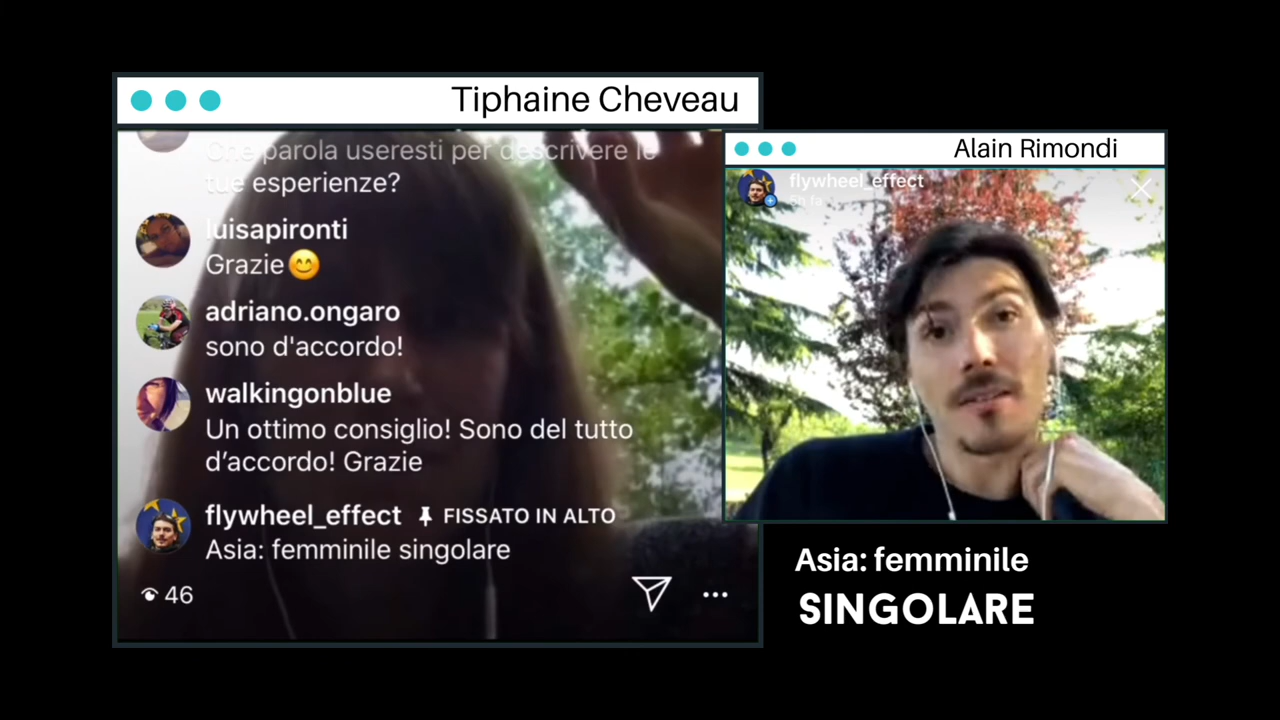 Tiphaine Cheveau
Che parola useresti per descrivere le
tue esperienze?
luisapironti
Grazie😊
adriano.ongaro
sono d'accordo!
walkingonblue
Un ottimo consiglio! Sono del tutto
d’accordo! Grazie
flywheel_effect FISSATO IN ALTO
Asia: femminile singolare
46
Alain Rimondi
flywheel_effect
5h fa
Asia: femminile
SINGOLARE